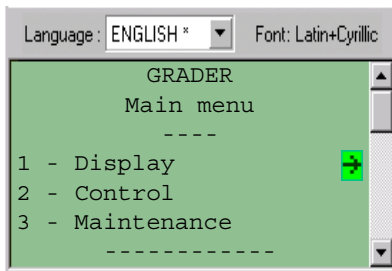 Language : ENGLISH * Font: Latin+Cyrillic
GRADER
Main menu
----
1 - Display
2 - Control
3 - Maintenance
------------